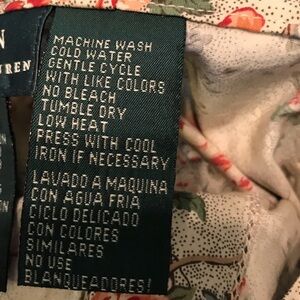 N
UREN
MACHINE WASH
COLD WATER
GENTLE CYCLE
WITH LIKE COLORS
NO BLEACH
TUMBLE DRY
LOW HEAT
PRESS WITH COOL
IRON IF NECESSARY
LAVADO A MAQUINA
CON AGUA FRIA
CICLO DELICADO
CON COLORES
SIMILARES
NO USE
BLANQUEADORES!